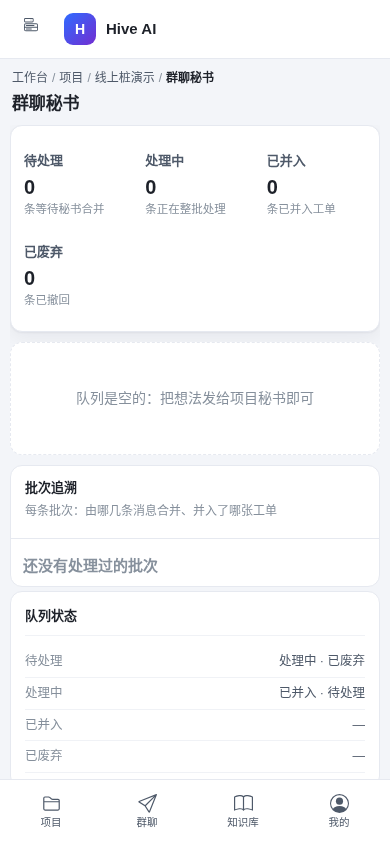 H Hive AI
工作台 / 项目 / 线上桩演示 / 群聊秘书
群聊秘书
待处理 处理中 已并入
0 0 0
条等待秘书合并 条正在整批处理 条已并入工单
已废弃
0
条已撤回
队列是空的：把想法发给项目秘书即可
批次追溯
每条批次：由哪几条消息合并、并入了哪张工单
还没有处理过的批次
队列状态
待处理 处理中 · 已废弃
处理中 已并入 · 待处理
已并入 —
已废弃 —
项目 群聊 知识库 我的